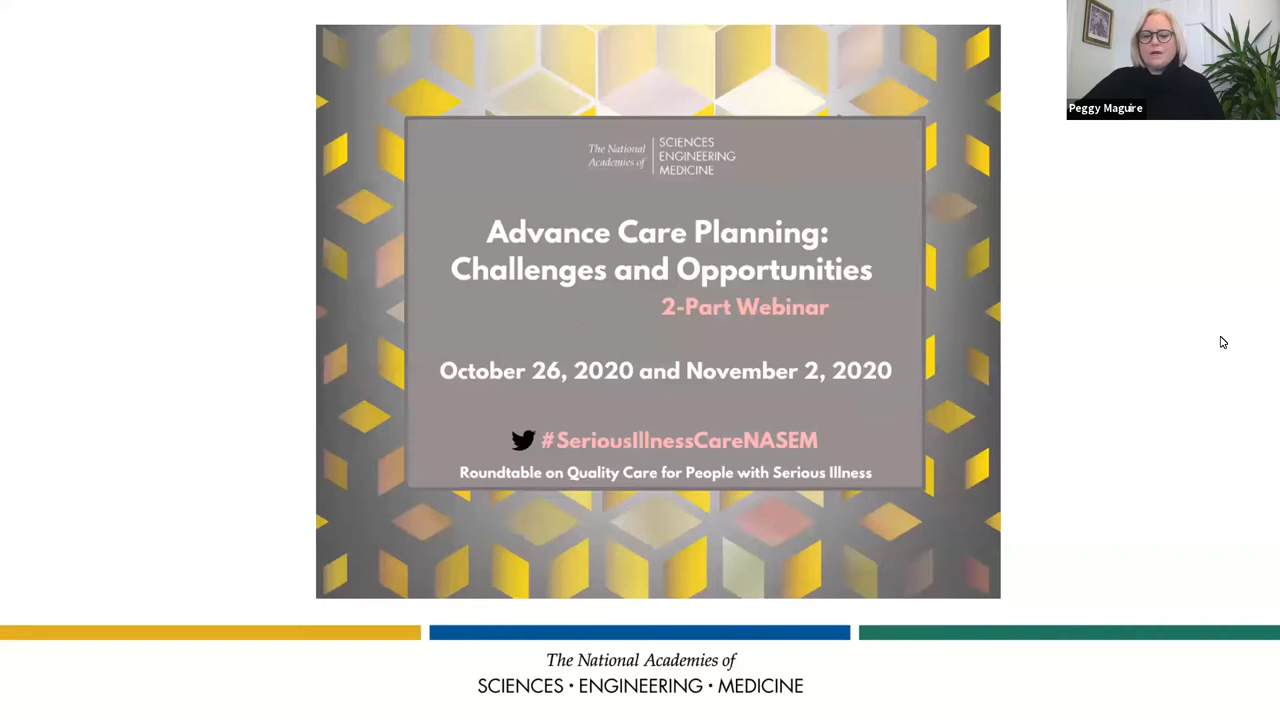 Peggy Maguire
The National
Academies of
SCIENCES
ENGINEERING
MEDICINE
Advance Care Planning:
Challenges and Opportunities
2-Part Webinar
October 26, 2020 and November 2, 2020
#SeriousIllnessCareNASEM
Roundtable on Quality Care for People with Serious Illness
The National Academies of
SCIENCES · ENGINEERING · MEDICINE